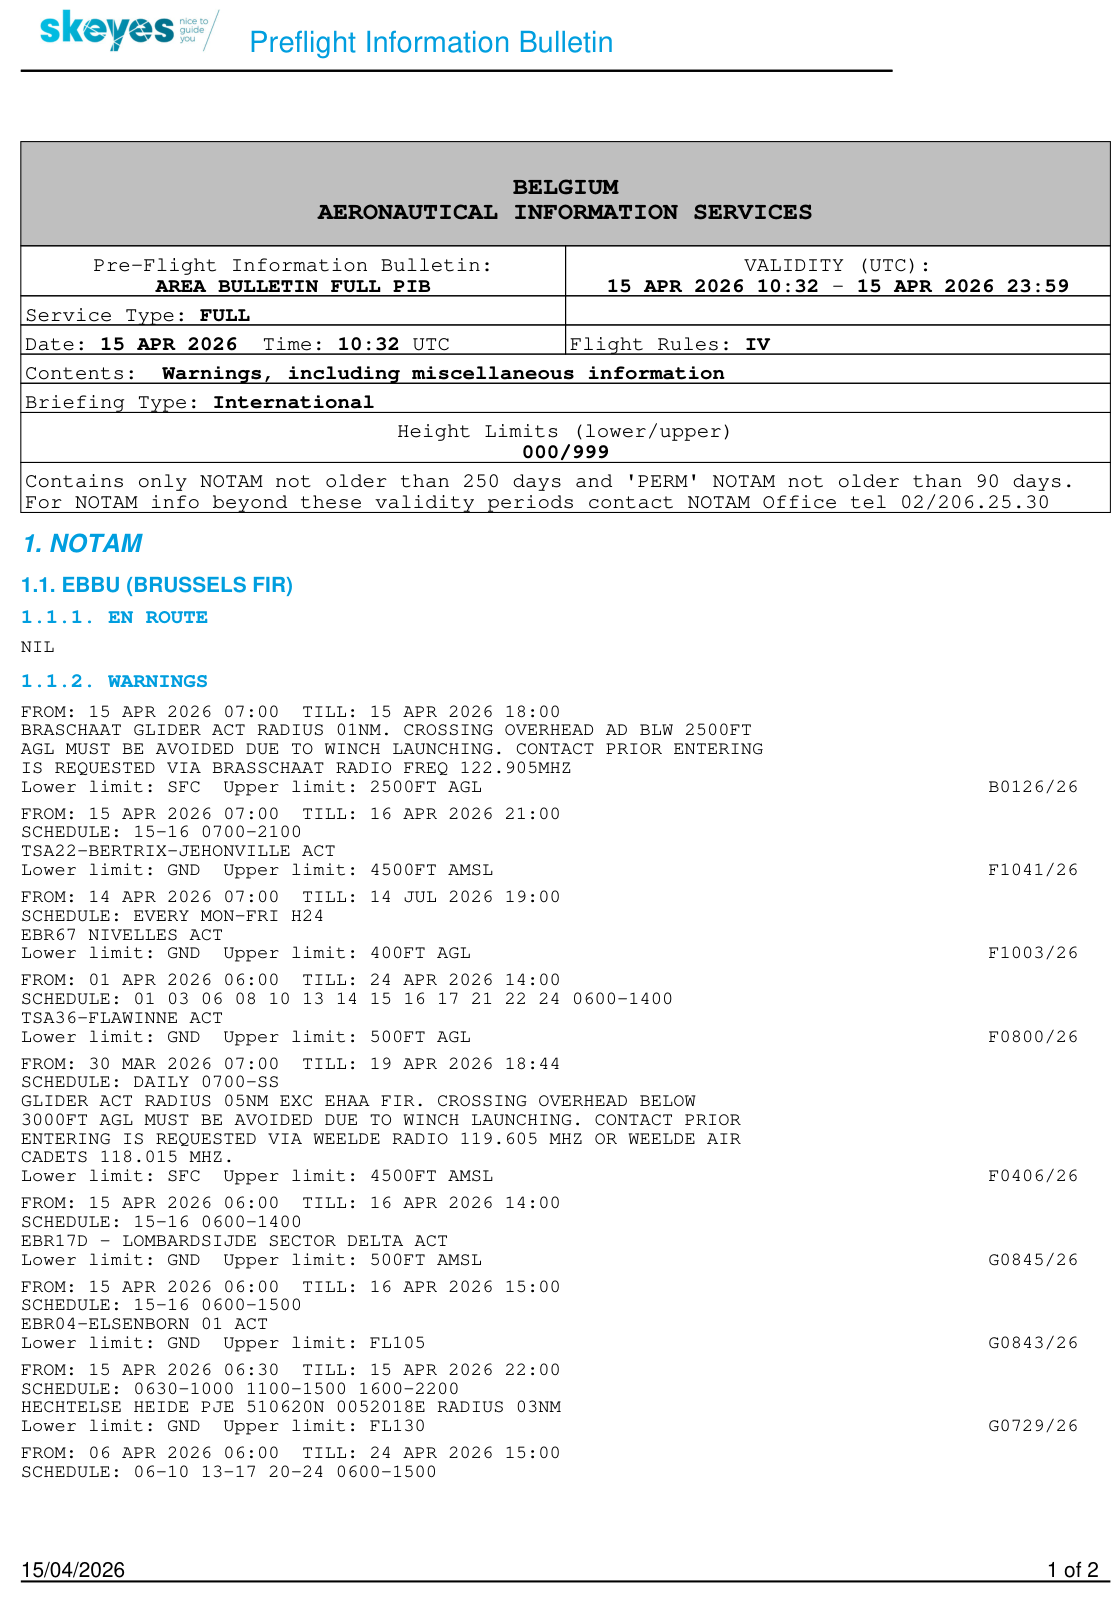 skeyes nice to guide you
Preflight Information Bulletin
BELGIUM
AERONAUTICAL INFORMATION SERVICES
Pre-Flight Information Bulletin:
AREA BULLETIN FULL PIB
VALIDITY (UTC):
15 APR 2026 10:32 - 15 APR 2026 23:59
Service Type: FULL
Date: 15 APR 2026  Time: 10:32 UTC
Flight Rules: IV
Contents:  Warnings, including miscellaneous information
Briefing Type: International
Height Limits (lower/upper)
000/999
Contains only NOTAM not older than 250 days and 'PERM' NOTAM not older than 90 days.
For NOTAM info beyond these validity periods contact NOTAM Office tel 02/206.25.30
1. NOTAM
1.1. EBBU (BRUSSELS FIR)
1.1.1. EN ROUTE
NIL
1.1.2. WARNINGS
FROM: 15 APR 2026 07:00  TILL: 15 APR 2026 18:00
BRASCHAAT GLIDER ACT RADIUS 01NM. CROSSING OVERHEAD AD BLW 2500FT
AGL MUST BE AVOIDED DUE TO WINCH LAUNCHING. CONTACT PRIOR ENTERING
IS REQUESTED VIA BRASSCHAAT RADIO FREQ 122.905MHZ
Lower limit: SFC  Upper limit: 2500FT AGL B0126/26
FROM: 15 APR 2026 07:00  TILL: 16 APR 2026 21:00
SCHEDULE: 15-16 0700-2100
TSA22-BERTRIX-JEHONVILLE ACT
Lower limit: GND  Upper limit: 4500FT AMSL F1041/26
FROM: 14 APR 2026 07:00  TILL: 14 JUL 2026 19:00
SCHEDULE: EVERY MON-FRI H24
EBR67 NIVELLES ACT
Lower limit: GND  Upper limit: 400FT AGL F1003/26
FROM: 01 APR 2026 06:00  TILL: 24 APR 2026 14:00
SCHEDULE: 01 03 06 08 10 13 14 15 16 17 21 22 24 0600-1400
TSA36-FLAWINNE ACT
Lower limit: GND  Upper limit: 500FT AGL F0800/26
FROM: 30 MAR 2026 07:00  TILL: 19 APR 2026 18:44
SCHEDULE: DAILY 0700-SS
GLIDER ACT RADIUS 05NM EXC EHAA FIR. CROSSING OVERHEAD BELOW
3000FT AGL MUST BE AVOIDED DUE TO WINCH LAUNCHING. CONTACT PRIOR
ENTERING IS REQUESTED VIA WEELDE RADIO 119.605 MHZ OR WEELDE AIR
CADETS 118.015 MHZ.
Lower limit: SFC  Upper limit: 4500FT AMSL F0406/26
FROM: 15 APR 2026 06:00  TILL: 16 APR 2026 14:00
SCHEDULE: 15-16 0600-1400
EBR17D - LOMBARDSIJDE SECTOR DELTA ACT
Lower limit: GND  Upper limit: 500FT AMSL G0845/26
FROM: 15 APR 2026 06:00  TILL: 16 APR 2026 15:00
SCHEDULE: 15-16 0600-1500
EBR04-ELSENBORN 01 ACT
Lower limit: GND  Upper limit: FL105 G0843/26
FROM: 15 APR 2026 06:30  TILL: 15 APR 2026 22:00
SCHEDULE: 0630-1000 1100-1500 1600-2200
HECHTELSE HEIDE PJE 510620N 0052018E RADIUS 03NM
Lower limit: GND  Upper limit: FL130 G0729/26
FROM: 06 APR 2026 06:00  TILL: 24 APR 2026 15:00
SCHEDULE: 06-10 13-17 20-24 0600-1500
15/04/2026 1 of 2